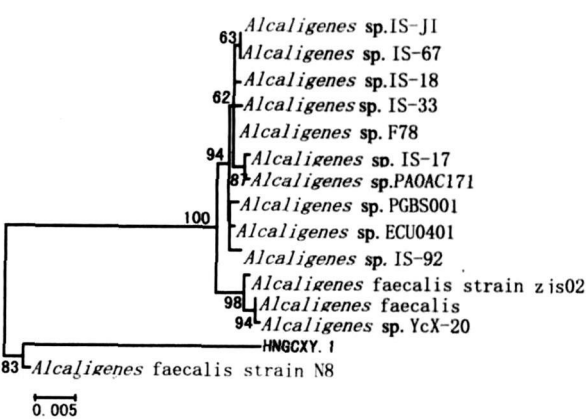 Alcaligenes sp.IS-JI
63
Alcaligenes sp. IS-67
Alcaligenes sp.IS-18
62
Alcaligenes sp. IS-33
Alcaligenes sp. F78
94
Alcaligenes sp. IS-17
87
Alcaligenes sp.PAOAC171
Alcaligenes sp. PGBS001
100
Alcaligenes sp. ECU0401
Alcaligenes sp. IS-92
Alcaligenes faecalis strain zjs02
98
Alcaligenes faecalis
94
Alcaligenes sp. YcX-20
HNGCXY.1
83
Alcaligenes faecalis strain N8
0.005